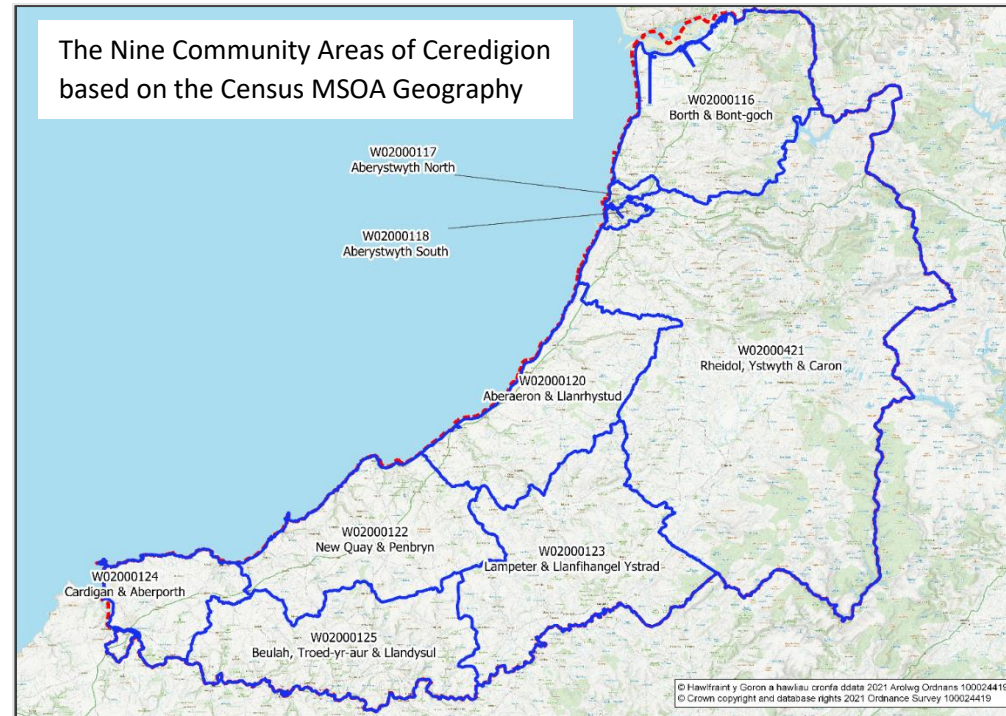 The Nine Community Areas of Ceredigion
based on the Census MSOA Geography
W02000116
Borth & Bont-goch
W02000117
Aberystwyth North
W02000118
Aberystwyth South
W02000421
Rheidol, Ystwyth & Caron
W02000120
Aberaeron & Llanrhystud
W02000122
New Quay & Penbryn
W02000123
Lampeter & Llanfihangel Ystrad
W02000124
Cardigan & Aberporth
W02000125
Beulah, Troed-yr-aur & Llandysul
© Hawlfraint y Goron a hawliau cronfa ddata 2021 Arolwg Ordnans 100024419
© Crown copyright and database rights 2021 Ordnance Survey 100024419